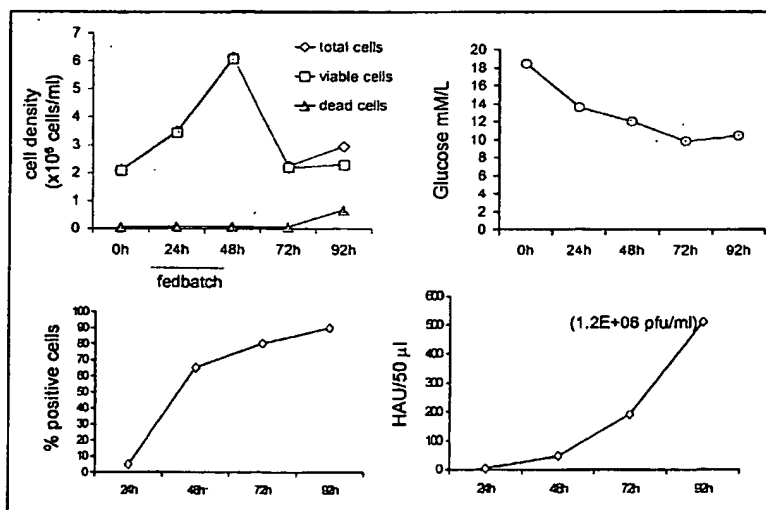 7
6
5
4
3
2
1
0
cell density
(x10⁶ cells/ml)
total cells
viable cells
dead cells
0h 24h 48h 72h 92h
fedbatch
20
18
16
14
12
10
8
6
4
2
0
Glucose mM/L
0h 24h 48h 72h 92h
100
90
80
70
60
50
40
30
20
10
0
% positive cells
24h 48h 72h 92h
600
500
400
300
200
100
0
HAU/50 µl
(1.2E+06 pfu/ml)
24h 48h 72h 92h